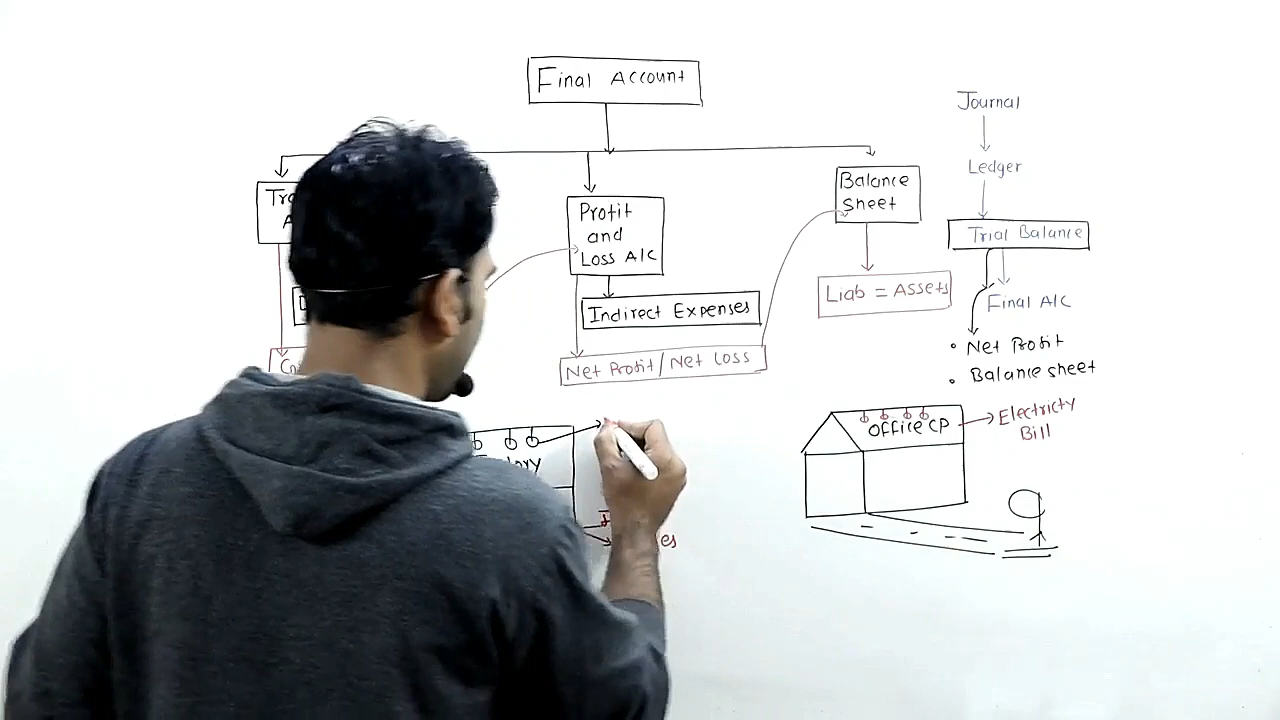 Final Account
Journal
Ledger
Trial Balance
Final A/c
• Net Profit
• Balance sheet
Profit
and
Loss A/c
Indirect Expenses
Net Profit / Net Loss
Balance
sheet
Liab = Assets
Office CP
Electricty
Bill